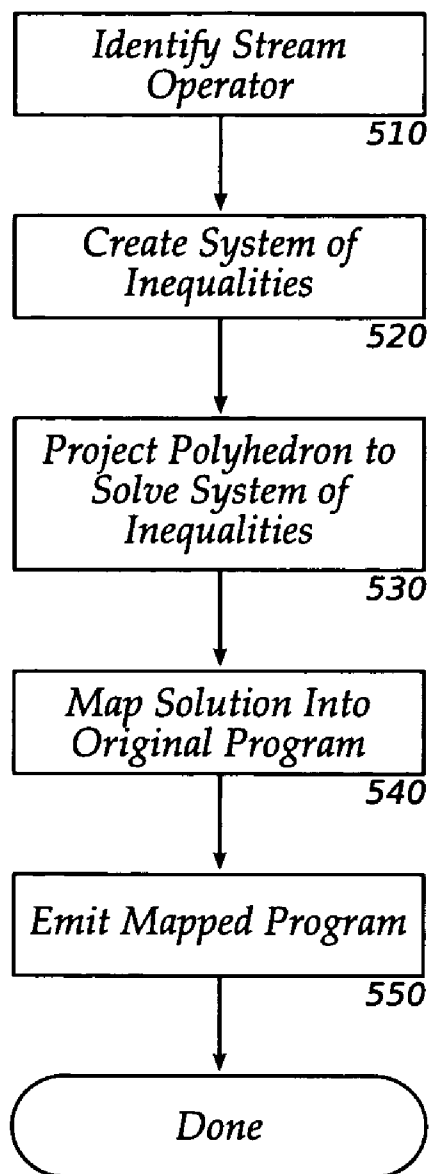 Identify Stream
Operator
510
Create System of
Inequalities
520
Project Polyhedron to
Solve System of
Inequalities
530
Map Solution Into
Original Program
540
Emit Mapped Program
550
Done